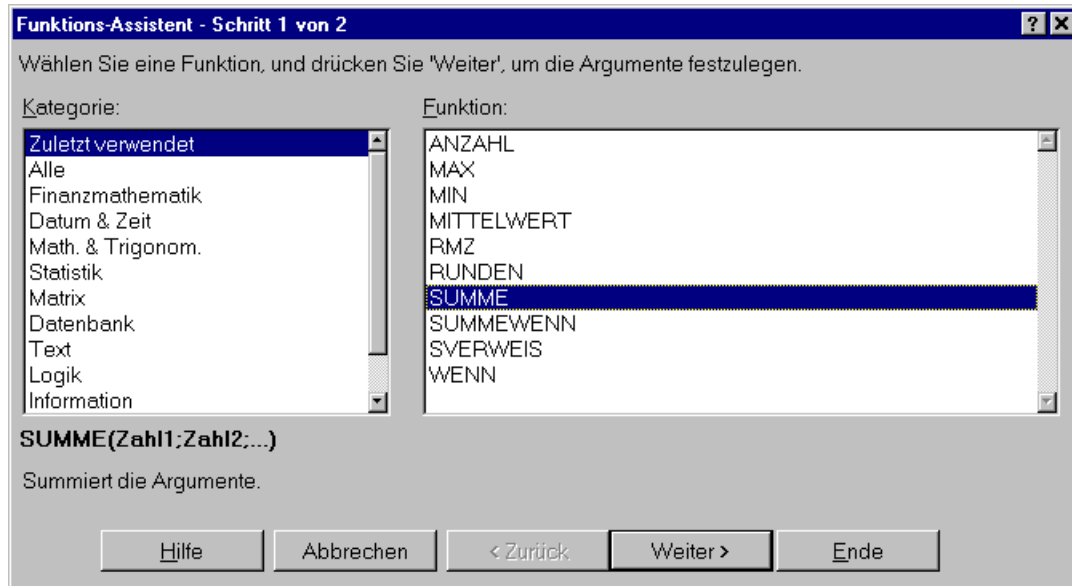 Funktions-Assistent - Schritt 1 von 2
Wählen Sie eine Funktion, und drücken Sie 'Weiter', um die Argumente festzulegen.
Kategorie:
Zuletzt verwendet
Alle
Finanzmathematik
Datum & Zeit
Math. & Trigonom.
Statistik
Matrix
Datenbank
Text
Logik
Information
Funktion:
ANZAHL
MAX
MIN
MITTELWERT
RMZ
RUNDEN
SUMME
SUMMEWENN
SVERWEIS
WENN
SUMME(Zahl1;Zahl2;...)
Summiert die Argumente.
Hilfe
Abbrechen
< Zurück
Weiter >
Ende